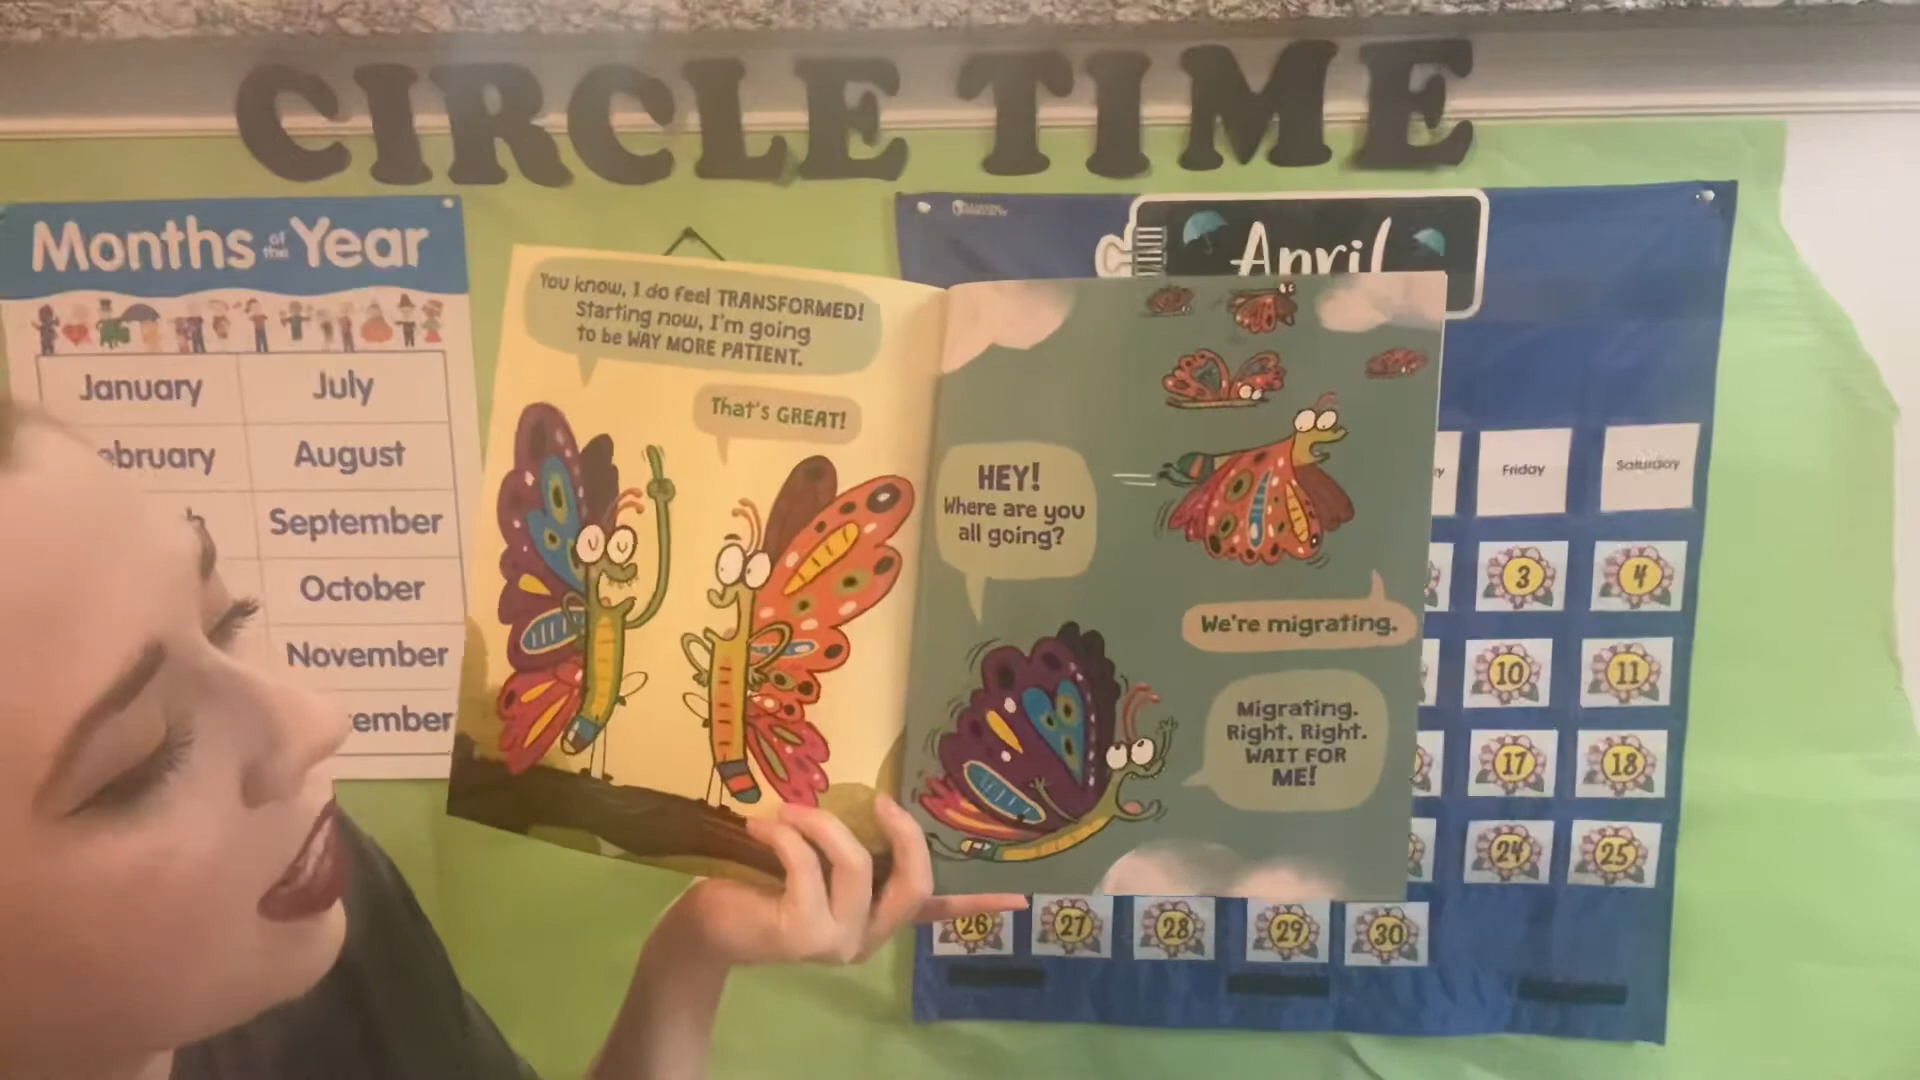 CIRCLE TIME
Months of the Year
January
July
August
September
October
November
April
Friday
Saturday
3
4
10
11
17
18
24
25
26
27
28
29
30
You know, I do feel TRANSFORMED!
Starting now, I'm going
to be WAY MORE PATIENT.
That's GREAT!
HEY!
Where are you
all going?
We're migrating.
Migrating.
Right. Right.
WAIT FOR
ME!